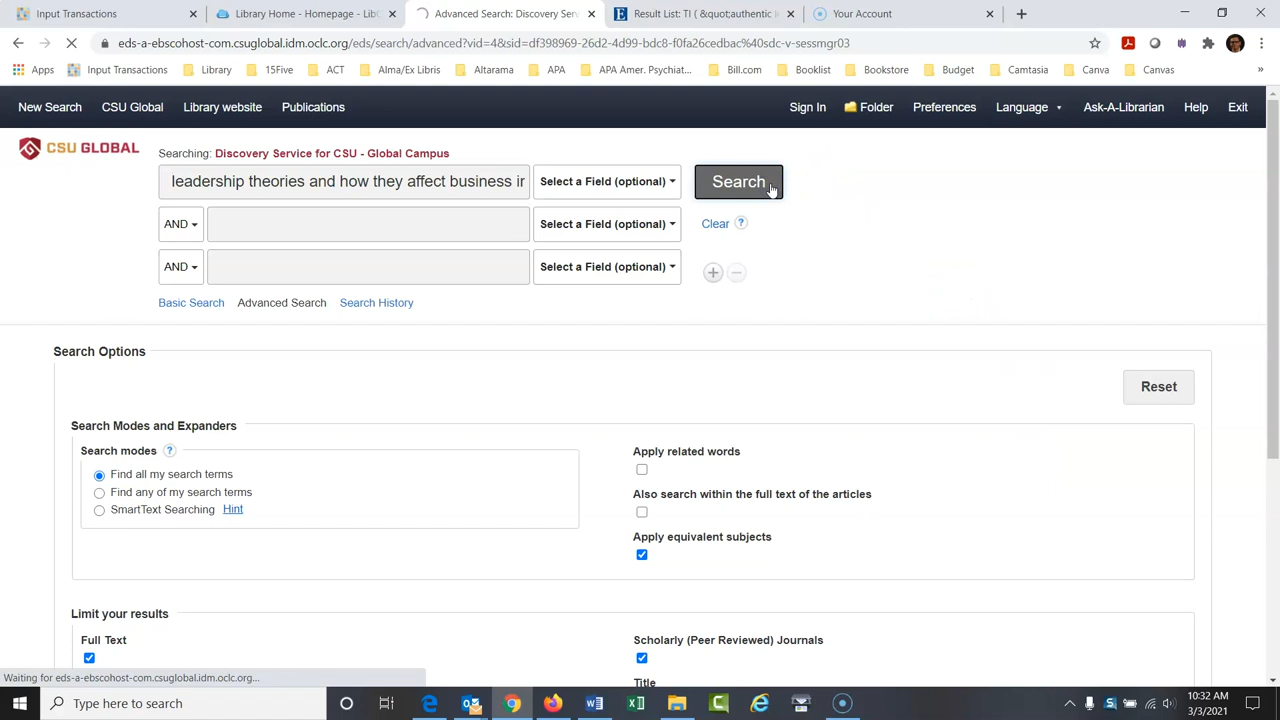 Input Transactions
Library Home - Homepage - LibG
Advanced Search: Discovery Serv
Result List: TI ( &quot;authentic l
Your Account
eds-a-ebscohost-com.csuglobal.idm.oclc.org/eds/search/advanced?vid=4&sid=df398969-26d2-4d99-bdc8-f0fa26cedbac%40sdc-v-sessmgr03
Apps
Input Transactions
Library
15Five
ACT
Alma/Ex Libris
Altarama
APA
APA Amer. Psychiat...
Bill.com
Booklist
Bookstore
Budget
Camtasia
Canva
Canvas
»
New Search
CSU Global
Library website
Publications
Sign In
Folder
Preferences
Language
Ask-A-Librarian
Help
Exit
CSU GLOBAL
Searching: Discovery Service for CSU - Global Campus
leadership theories and how they affect business in
Select a Field (optional)
Search
AND
Select a Field (optional)
Clear ?
AND
Select a Field (optional)
Basic Search
Advanced Search
Search History
Search Options
Reset
Search Modes and Expanders
Search modes ?
Find all my search terms
Find any of my search terms
SmartText Searching Hint
Apply related words
Also search within the full text of the articles
Apply equivalent subjects
Limit your results
Full Text
Scholarly (Peer Reviewed) Journals
Title
Waiting for eds-a-ebscohost-com.csuglobal.idm.oclc.org...
Type here to search
10:32 AM
3/3/2021